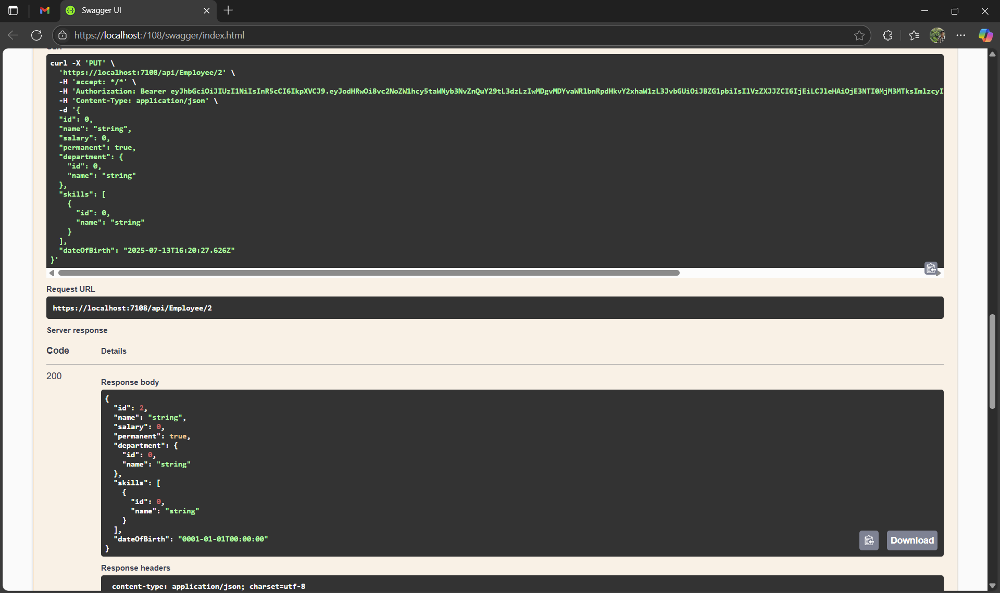 Swagger UI
https://localhost:7108/swagger/index.html
curl -X 'PUT' \
'https://localhost:7108/api/Employee/2' \
-H 'accept: */*' \
-H 'Authorization: Bearer eyJhbGciOiJIUzI1NiIsInR5cCI6IkpXVCJ9.eyJodHRwOi8vc2NoZW1hcy5taWNyb3NvZnQuY29tL3dzLzIwMDgvMDYvaWRlbnRpdHkvY2xhaW1zL3JvbGUiOiJBZG1pbiIsIlVzZXJJZCI6IjEiLCJleHAiOjE3NTI0MjM3MTksImlzcyI
-H 'Content-Type: application/json' \
-d '{
"id": 0,
"name": "string",
"salary": 0,
"permanent": true,
"department": {
"id": 0,
"name": "string"
},
"skills": [
{
"id": 0,
"name": "string"
}
],
"dateOfBirth": "2025-07-13T16:20:27.626Z"
}'
Request URL
https://localhost:7108/api/Employee/2
Server response
Code Details
200
Response body
{
"id": 2,
"name": "string",
"salary": 0,
"permanent": true,
"department": {
"id": 0,
"name": "string"
},
"skills": [
{
"id": 0,
"name": "string"
}
],
"dateOfBirth": "0001-01-01T00:00:00"
}
Download
Response headers
content-type: application/json; charset=utf-8